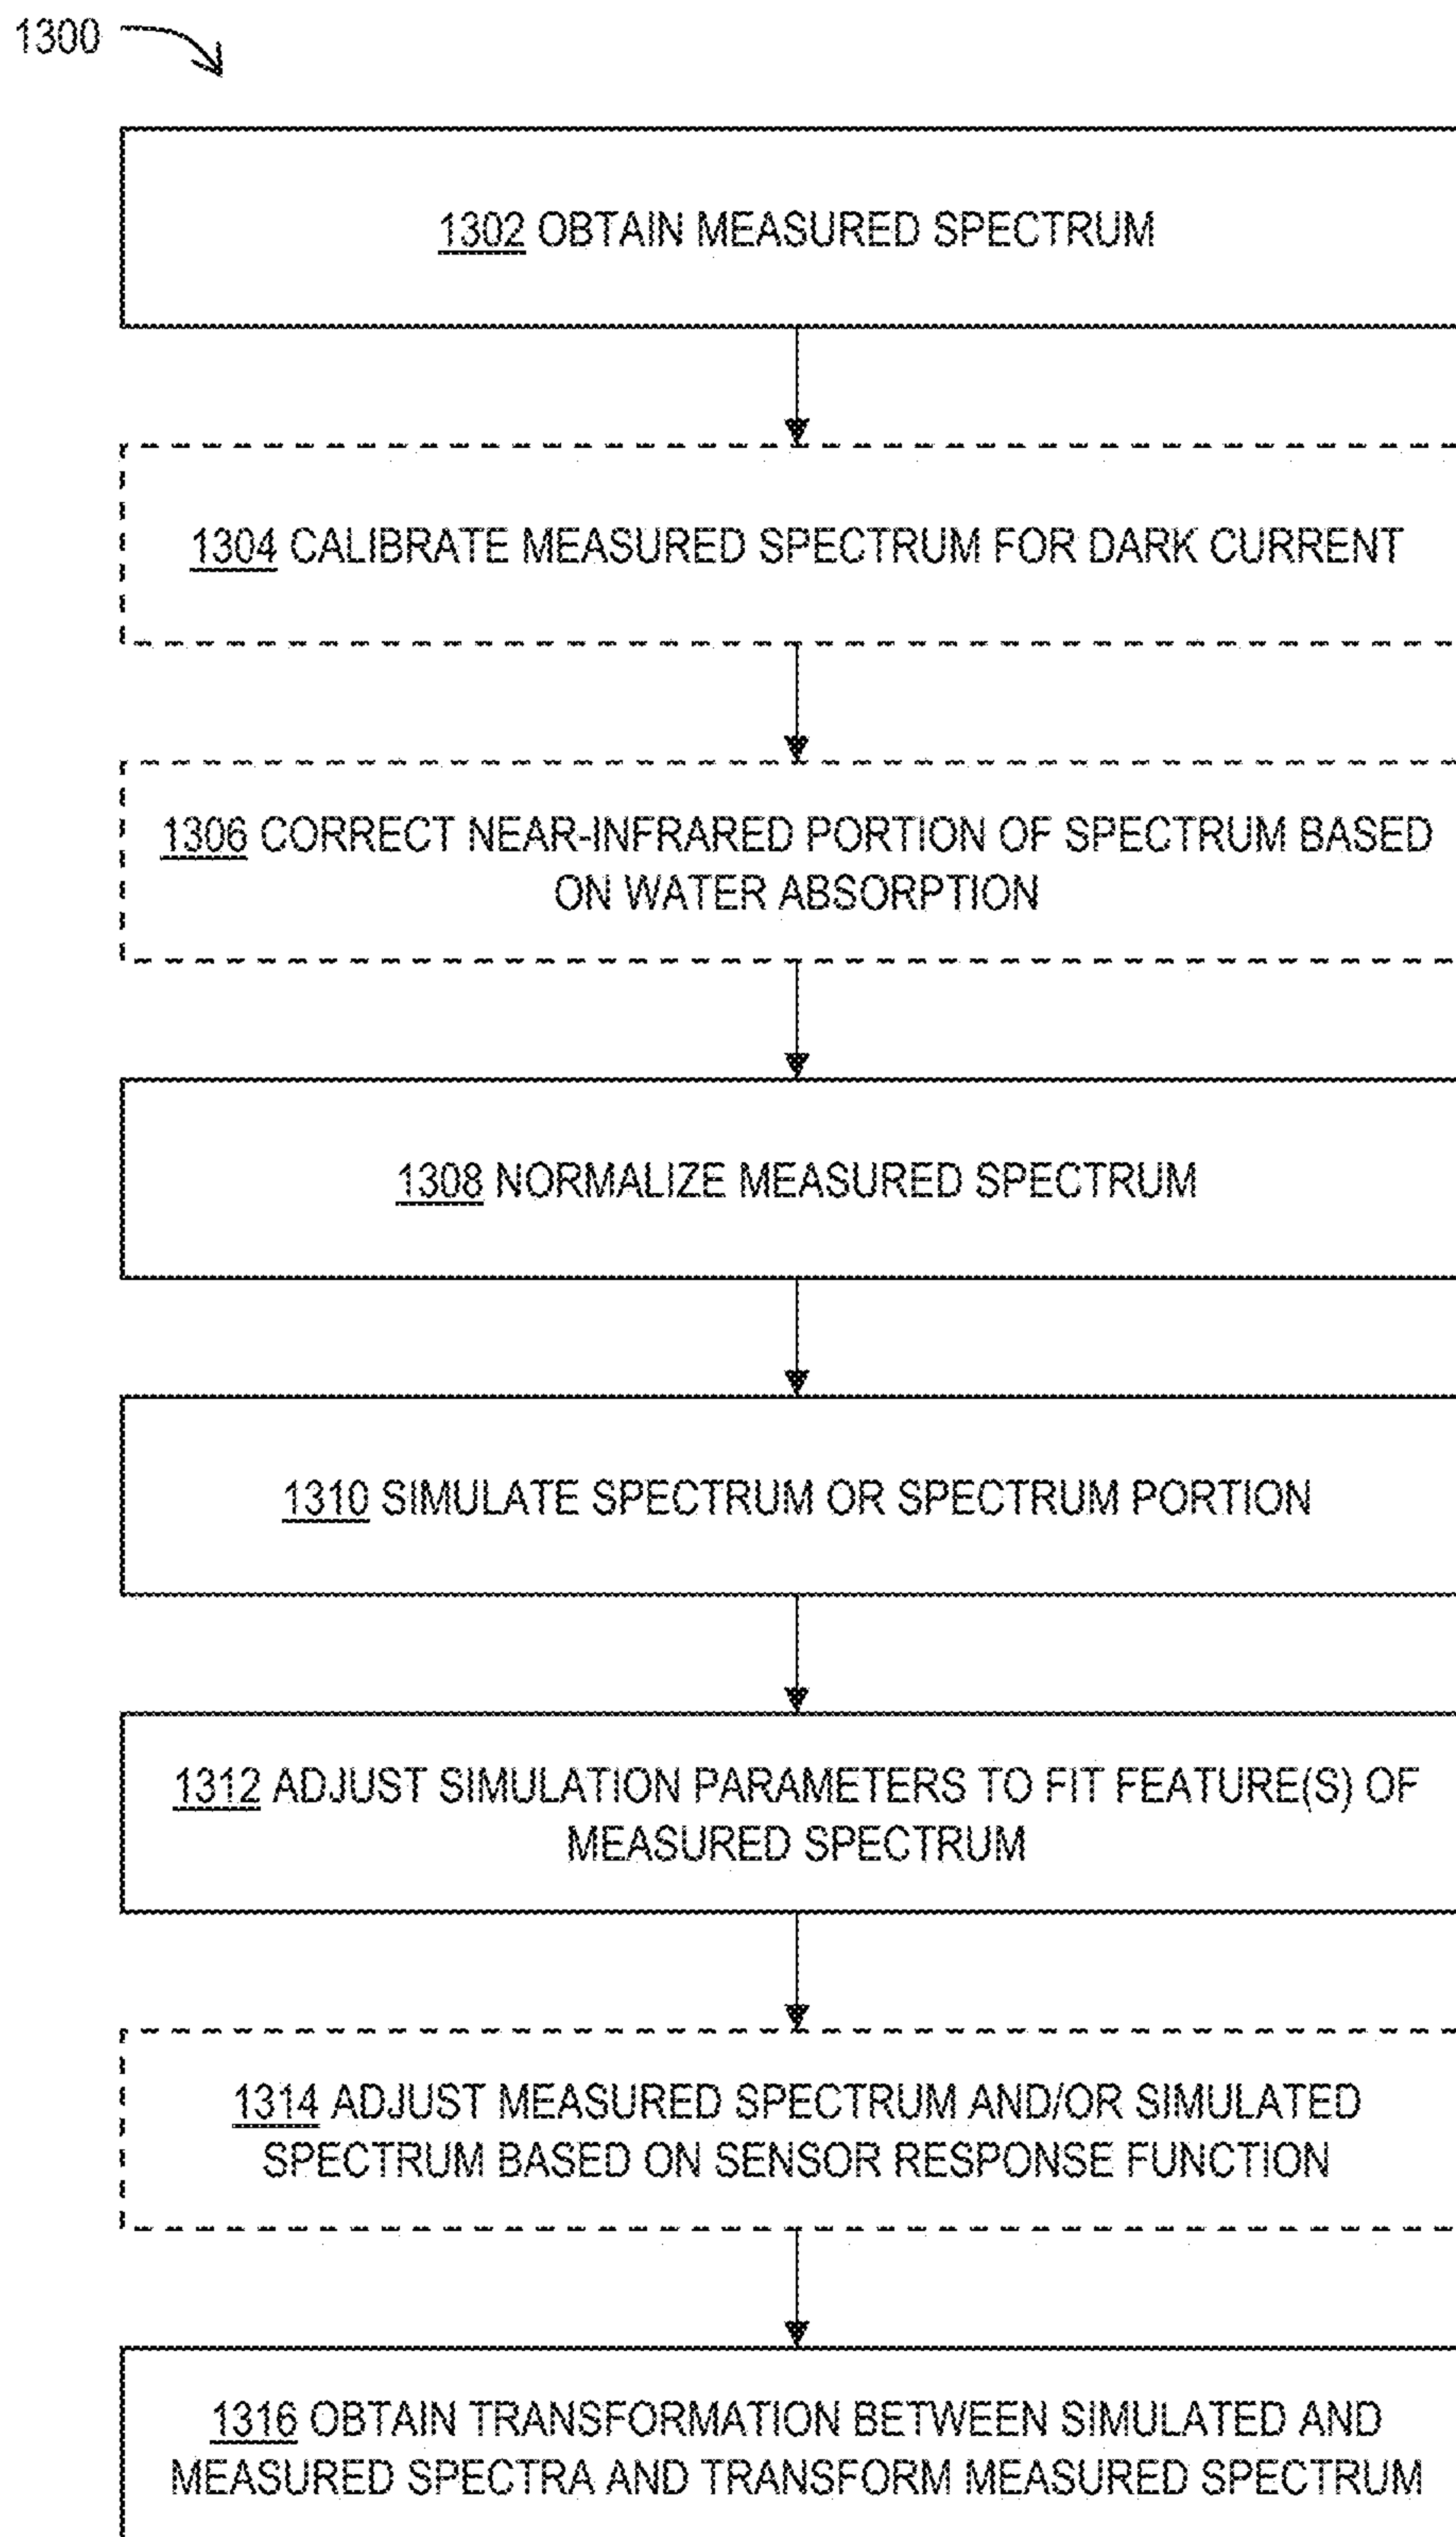 1300
1302 OBTAIN MEASURED SPECTRUM
1304 CALIBRATE MEASURED SPECTRUM FOR DARK CURRENT
1306 CORRECT NEAR-INFRARED PORTION OF SPECTRUM BASED
ON WATER ABSORPTION
1308 NORMALIZE MEASURED SPECTRUM
1310 SIMULATE SPECTRUM OR SPECTRUM PORTION
1312 ADJUST SIMULATION PARAMETERS TO FIT FEATURE(S) OF
MEASURED SPECTRUM
1314 ADJUST MEASURED SPECTRUM AND/OR SIMULATED
SPECTRUM BASED ON SENSOR RESPONSE FUNCTION
1316 OBTAIN TRANSFORMATION BETWEEN SIMULATED AND
MEASURED SPECTRA AND TRANSFORM MEASURED SPECTRUM